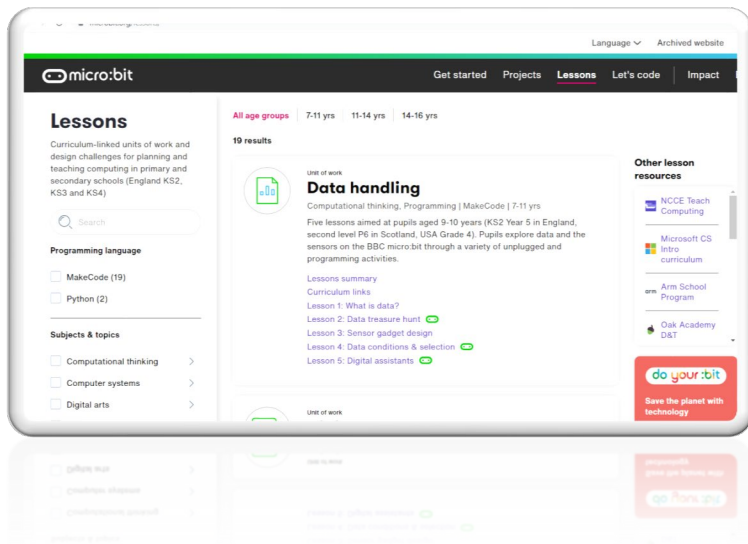 Language
Archived website
micro:bit
Get started Projects Lessons Let's code Impact
Lessons
Curriculum-linked units of work and
design challenges for planning and
teaching computing in primary and
secondary schools (England KS2,
KS3 and KS4)
Search
Programming language
MakeCode (19)
Python (2)
Subjects & topics
Computational thinking
Computer systems
Digital arts
All age groups 7-11 yrs 11-14 yrs 14-16 yrs
19 results
Unit of work
Data handling
Computational thinking, Programming | MakeCode | 7-11 yrs
Five lessons aimed at pupils aged 9-10 years (KS2 Year 5 in England,
second level P6 in Scotland, USA Grade 4). Pupils explore data and the
sensors on the BBC micro:bit through a variety of unplugged and
programming activities.
Lessons summary
Curriculum links
Lesson 1: What is data?
Lesson 2: Data treasure hunt
Lesson 3: Sensor gadget design
Lesson 4: Data conditions & selection
Lesson 5: Digital assistants
Unit of work
Other lesson
resources
NCCE Teach
Computing
Microsoft CS
Intro
curriculum
arm Arm School
Program
Oak Academy
D&T
do your :bit
Save the planet with
technology